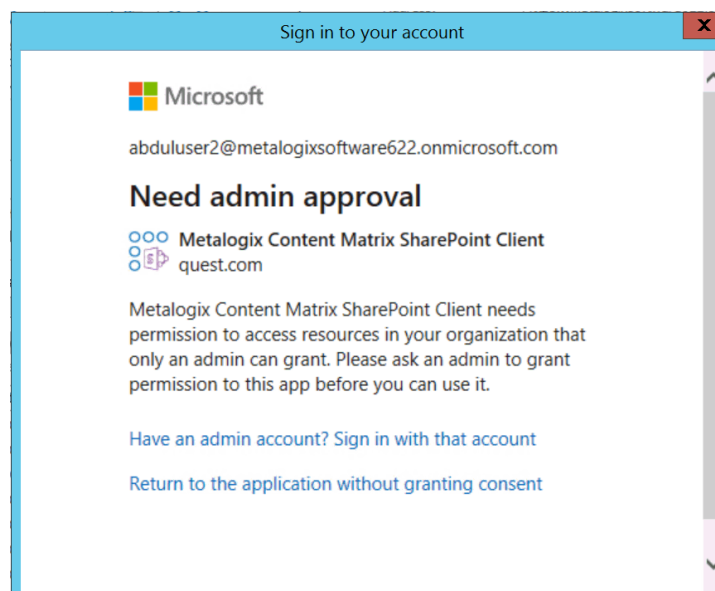 Sign in to your account
X
Microsoft
abduluser2@metalogixsoftware622.onmicrosoft.com
Need admin approval
Metalogix Content Matrix SharePoint Client
quest.com
Metalogix Content Matrix SharePoint Client needs
permission to access resources in your organization that
only an admin can grant. Please ask an admin to grant
permission to this app before you can use it.
Have an admin account? Sign in with that account
Return to the application without granting consent